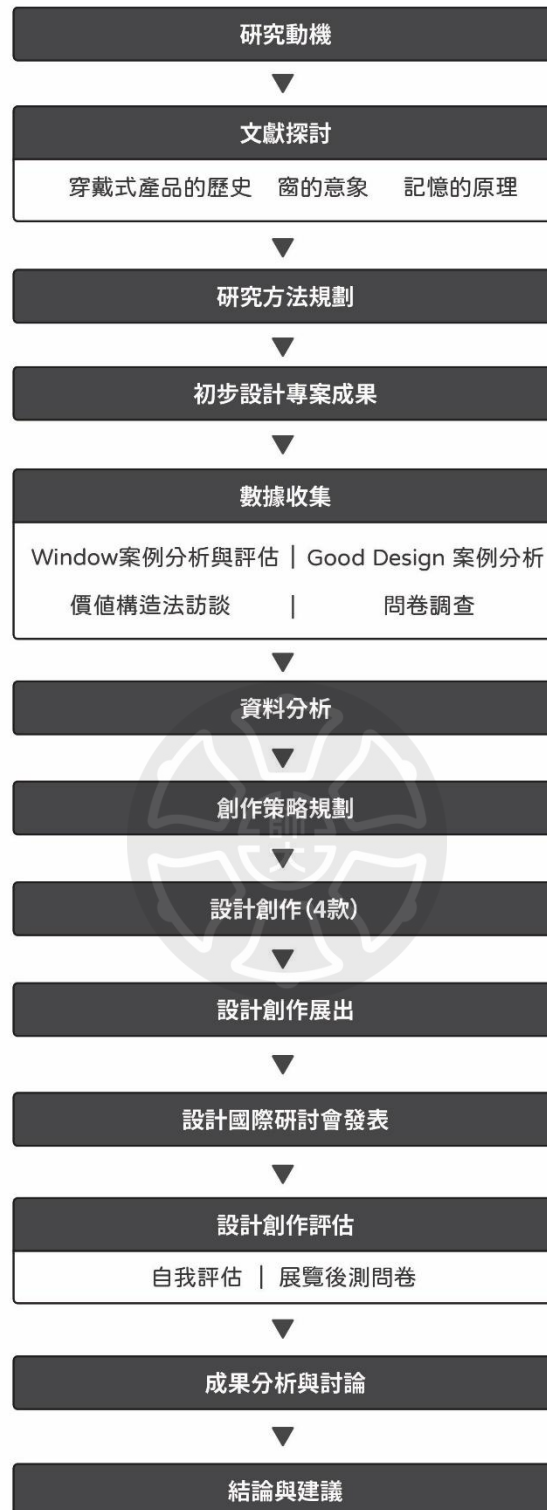 研究動機
文獻探討
穿戴式產品的歷史 窗的意象 記憶的原理
研究方法規劃
初步設計專案成果
數據收集
Window案例分析與評估 | Good Design 案例分析
價值構造法訪談 | 問卷調查
資料分析
創作策略規劃
設計創作(4款)
設計創作展出
設計國際研討會發表
設計創作評估
自我評估 | 展覽後測問卷
成果分析與討論
結論與建議